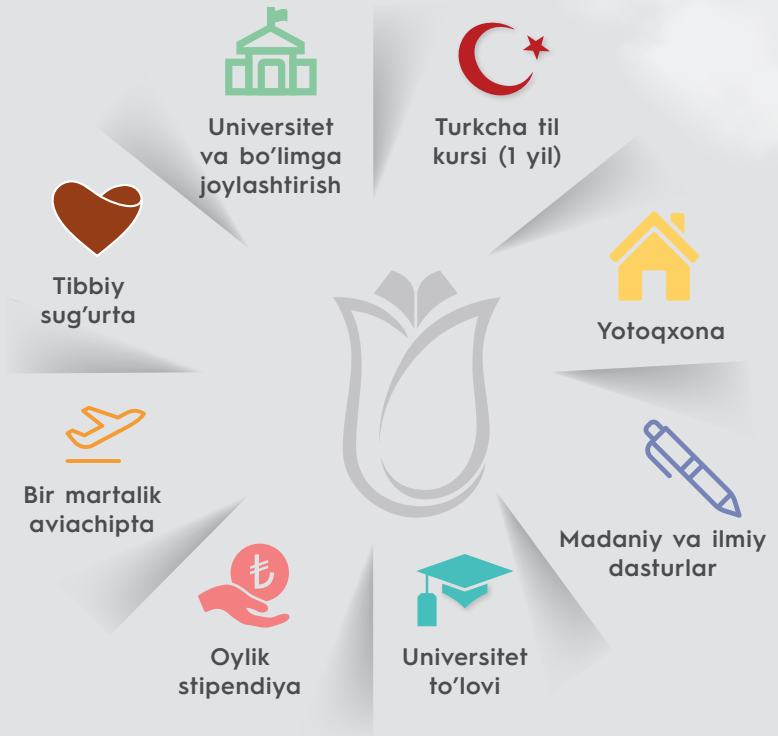 Universitet
va bo'limga
joylashtirish
Turkcha til
kursi (1 yil)
Tibbiy
sug'urta
Yotoqxona
Bir martalik
aviachipta
Madaniy va ilmiy
dasturlar
Oylik
stipendiya
Universitet
to'lovi